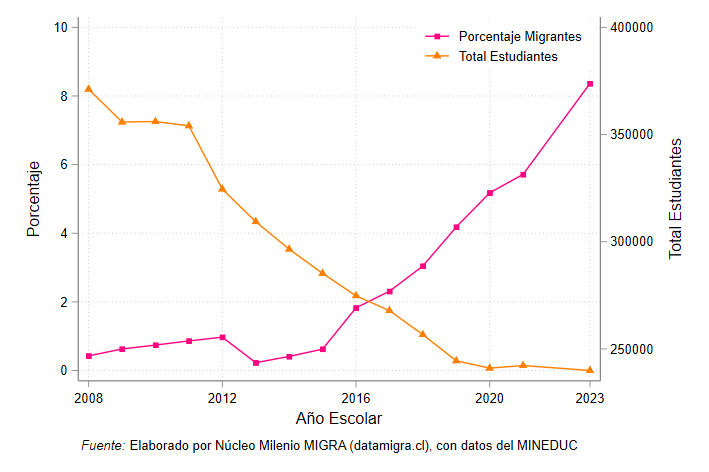 10
8
6
4
2
0
Porcentaje
400000
350000
300000
250000
Total Estudiantes
Porcentaje Migrantes
Total Estudiantes
2008
2012
2016
2020
2023
Año Escolar
Fuente: Elaborado por Núcleo Milenio MIGRA (datamigra.cl), con datos del MINEDUC